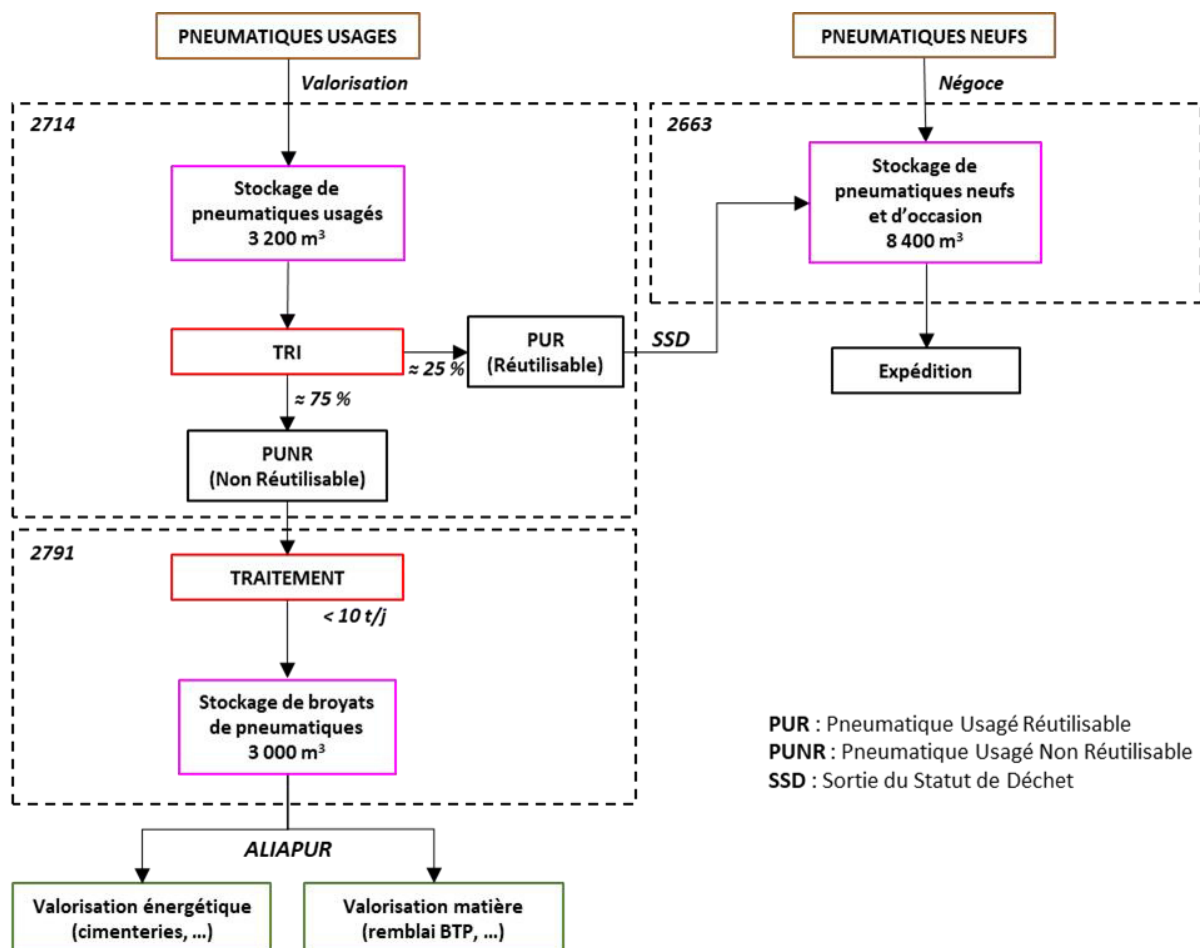 PNEUMATIQUES USAGES
PNEUMATIQUES NEUFS
Valorisation
Négoce
2714
2663
Stockage de
pneumatiques usagés
3 200 m³
Stockage de
pneumatiques neufs
et d'occasion
8 400 m³
TRI
≈ 25 %
PUR
(Réutilisable)
SSD
Expédition
≈ 75 %
PUNR
(Non Réutilisable)
2791
TRAITEMENT
< 10 t/j
Stockage de broyats
de pneumatiques
3 000 m³
PUR : Pneumatique Usagé Réutilisable
PUNR : Pneumatique Usagé Non Réutilisable
SSD : Sortie du Statut de Déchet
ALIAPUR
Valorisation énergétique
(cimenteries, ...)
Valorisation matière
(remblai BTP, ...)